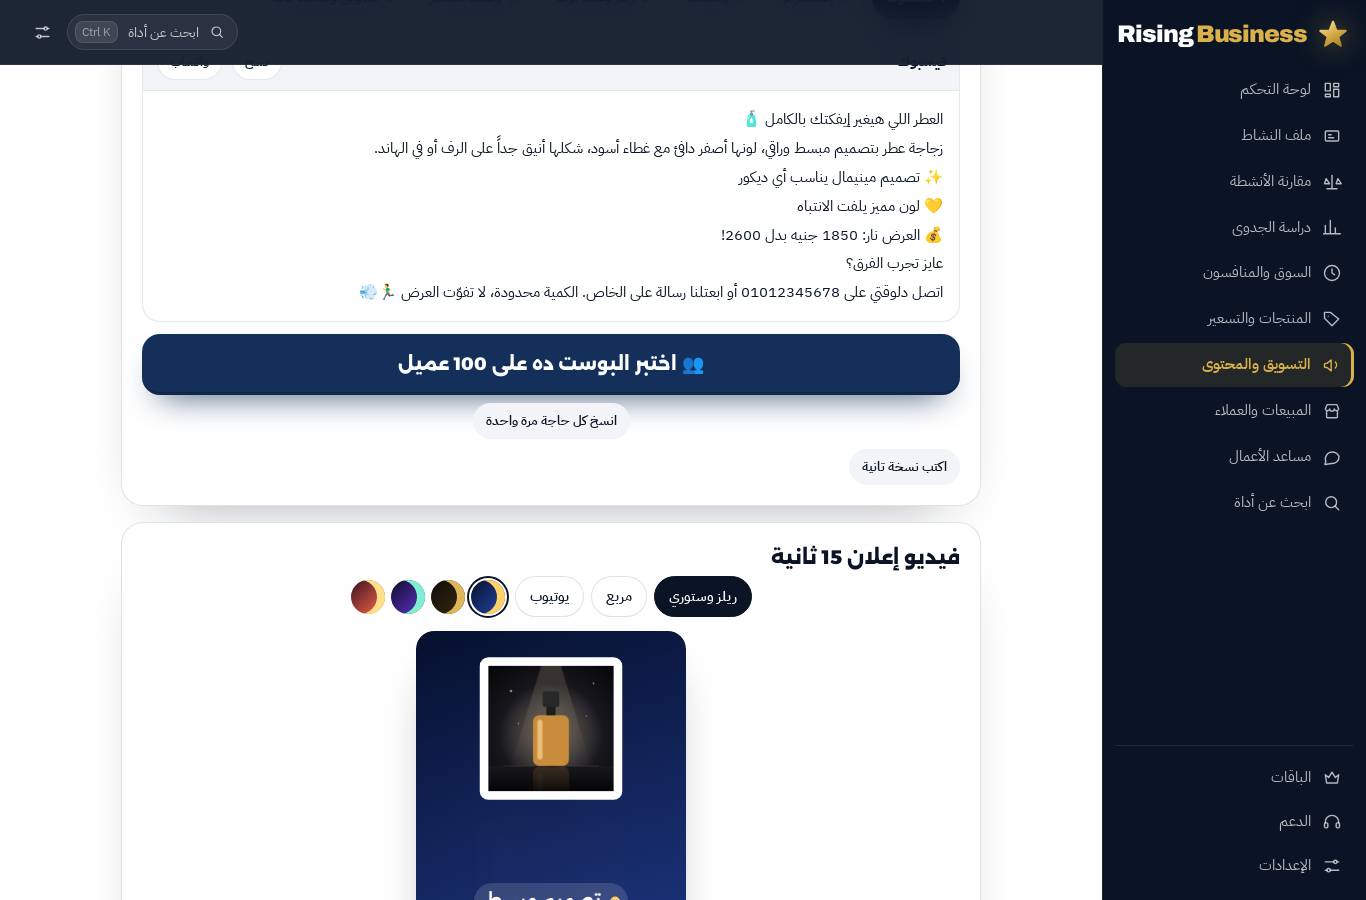 RisingBusiness
لوحة التحكم
ملف النشاط
مقارنة الأنشطة
دراسة الجدوى
السوق والمنافسون
المنتجات والتسعير
التسويق والمحتوى
المبيعات والعملاء
مساعد الأعمال
ابحث عن أداة
الباقات
الدعم
الإعدادات
ابحث عن أداة Ctrl K
العطر اللي هيغير إيفكتك بالكامل 🧴
زجاجة عطر بتصميم مبسط وراقي، لونها أصفر دافئ مع غطاء أسود، شكلها أنيق جداً على الرف أو في الهاند.
✨ تصميم مينيمال يناسب أي ديكور
💛 لون مميز يلفت الانتباه
💰 العرض نار: 1850 جنيه بدل 2600!
عايز تجرب الفرق؟
اتصل دلوقتي على 01012345678 أو ابعتلنا رسالة على الخاص. الكمية محدودة، لا تفوّت العرض 🏃‍♂️💨
👥 اختبر البوست ده على 100 عميل
انسخ كل حاجة مرة واحدة
اكتب نسخة تانية
فيديو إعلان 15 ثانية
ريلز وستوري
مربع
يوتيوب